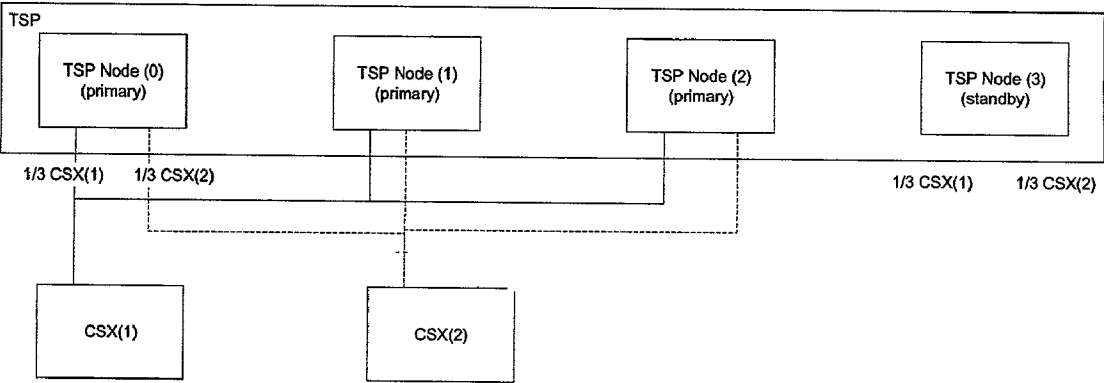 TSP
TSP Node (0)
(primary)
TSP Node (1)
(primary)
TSP Node (2)
(primary)
TSP Node (3)
(standby)
1/3 CSX(1)
1/3 CSX(2)
1/3 CSX(1)
1/3 CSX(2)
CSX(1)
CSX(2)